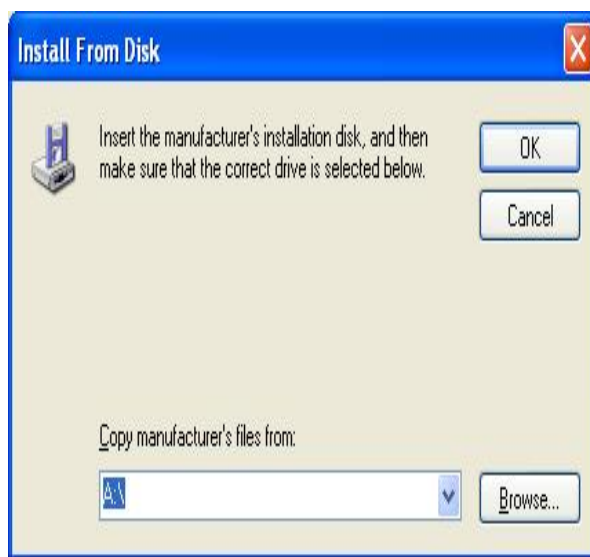 Install From Disk
Insert the manufacturer's installation disk, and then
make sure that the correct drive is selected below.
OK
Cancel
Copy manufacturer's files from:
A:\
Browse...